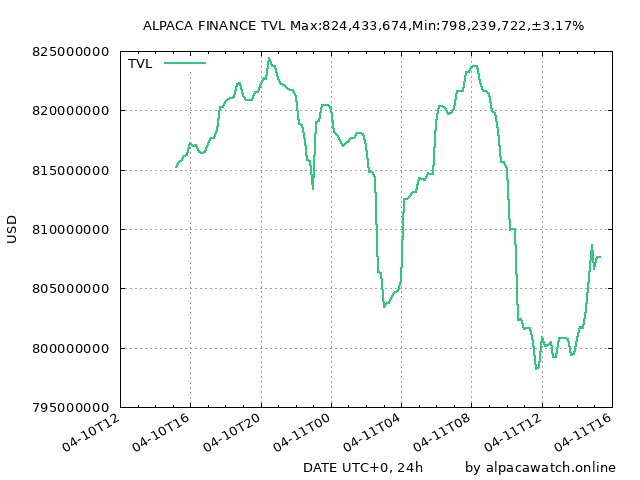 ALPACA FINANCE TVL Max:824,433,674,Min:798,239,722,±3.17%
TVL
825000000
820000000
815000000
810000000
805000000
800000000
795000000
USD
04-10T12
04-10T16
04-10T20
04-11T00
04-11T04
04-11T08
04-11T12
04-11T16
DATE UTC+0, 24h
by alpacawatch.online